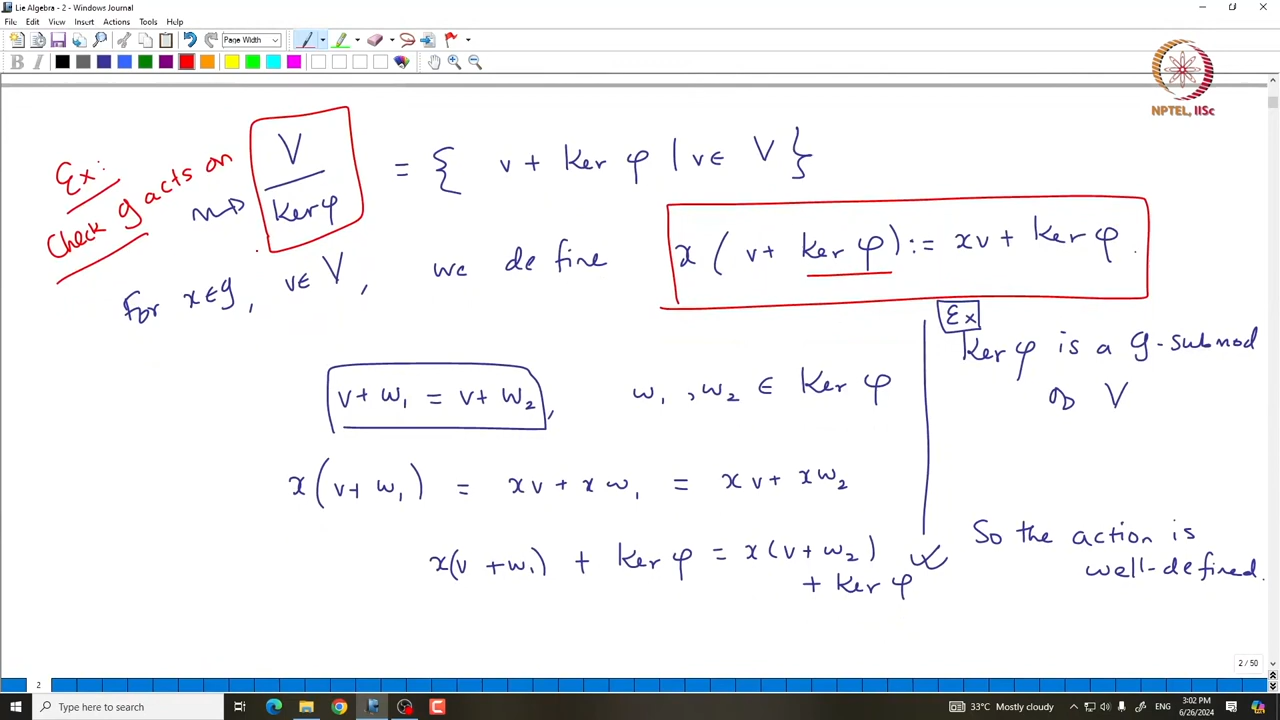 Lie Algebra - 2 - Windows Journal
File Edit View Insert Actions Tools Help
Page Width
B I
NPTEL, IISc
Ex:
Check g acts on
V / Ker φ = { v + Ker φ | v ∈ V }
For x ∈ g, v ∈ V, we define x ( v + ker φ ) := xv + ker φ.
Ex
Ker φ is a g-submod
of V
v + w₁ = v + w₂, w₁, w₂ ∈ Ker φ
x(v + w₁) = xv + xw₁ = xv + xw₂
x(v + w₁) + Ker φ = x(v + w₂)
+ Ker φ
So the action is
well-defined.
2 / 50
2
Type here to search
33°C Mostly cloudy
3:02 PM
6/26/2024